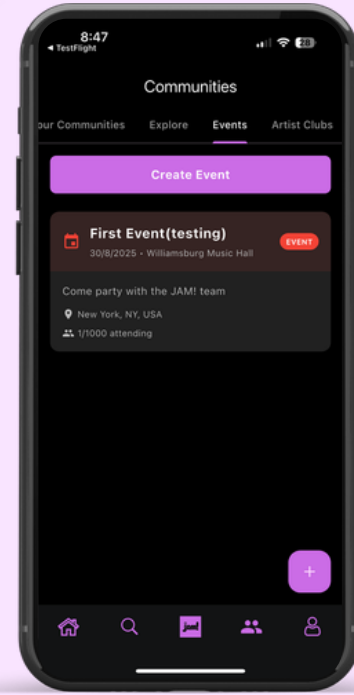 8:47
◀ TestFlight
28
Communities
our Communities Explore Events Artist Clubs
Create Event
First Event(testing)
EVENT
30/8/2025 • Williamsburg Music Hall
Come party with the JAM! team
New York, NY, USA
1/1000 attending
+
jam!